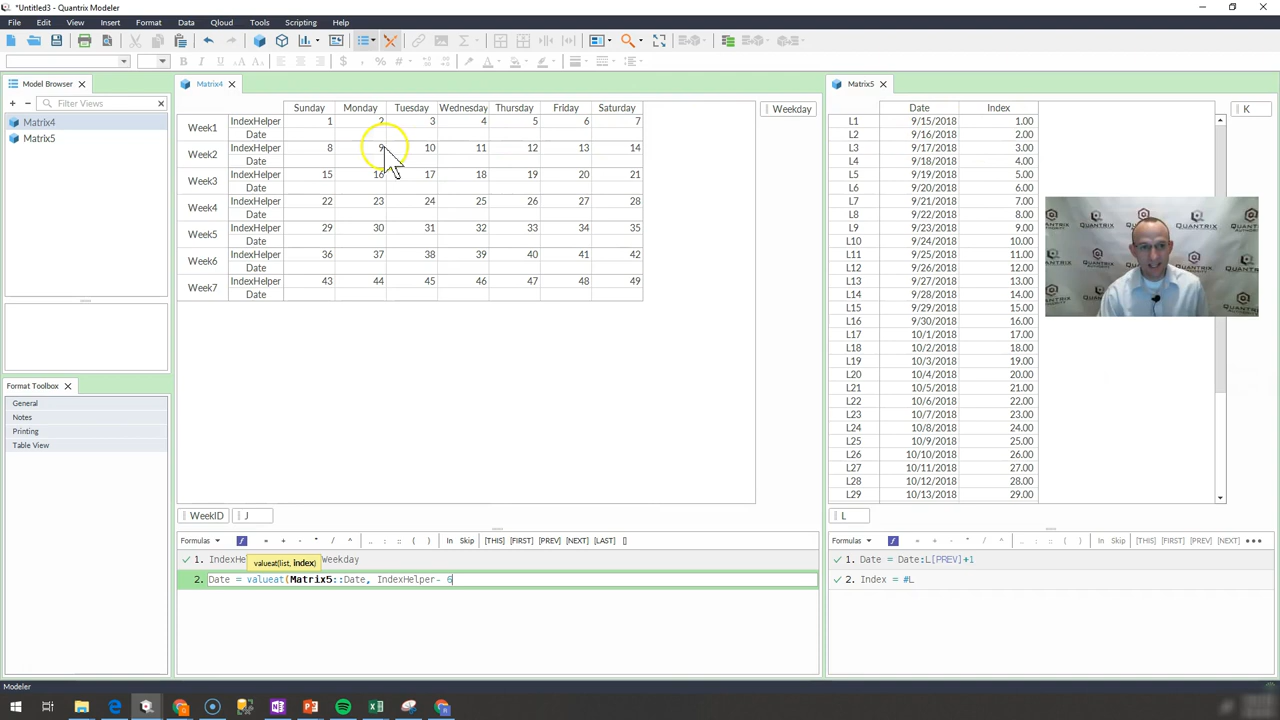 *Untitled3 - Quantrix Modeler
File Edit View Insert Format Data Qloud Tools Scripting Help
Model Browser
Filter Views
Matrix4
Matrix5
Format Toolbox
General
Notes
Printing
Table View
Matrix4
Weekday
Sunday Monday Tuesday Wednesday Thursday Friday Saturday
Week1 IndexHelper 1 2 3 4 5 6 7
Date
Week2 IndexHelper 8 9 10 11 12 13 14
Date
Week3 IndexHelper 15 16 17 18 19 20 21
Date
Week4 IndexHelper 22 23 24 25 26 27 28
Date
Week5 IndexHelper 29 30 31 32 33 34 35
Date
Week6 IndexHelper 36 37 38 39 40 41 42
Date
Week7 IndexHelper 43 44 45 46 47 48 49
Date
WeekID J
Formulas In Skip [THIS] [FIRST] [PREV] [NEXT] [LAST] []
1. IndexHe Weekday
valueat(list, index)
2. Date = valueat(Matrix5::Date, IndexHelper- 6
Matrix5
K
Date Index
L1 9/15/2018 1.00
L2 9/16/2018 2.00
L3 9/17/2018 3.00
L4 9/18/2018 4.00
L5 9/19/2018 5.00
L6 9/20/2018 6.00
L7 9/21/2018 7.00
L8 9/22/2018 8.00
L9 9/23/2018 9.00
L10 9/24/2018 10.00
L11 9/25/2018 11.00
L12 9/26/2018 12.00
L13 9/27/2018 13.00
L14 9/28/2018 14.00
L15 9/29/2018 15.00
L16 9/30/2018 16.00
L17 10/1/2018 17.00
L18 10/2/2018 18.00
L19 10/3/2018 19.00
L20 10/4/2018 20.00
L21 10/5/2018 21.00
L22 10/6/2018 22.00
L23 10/7/2018 23.00
L24 10/8/2018 24.00
L25 10/9/2018 25.00
L26 10/10/2018 26.00
L27 10/11/2018 27.00
L28 10/12/2018 28.00
L29 10/13/2018 29.00
L
Formulas In Skip [THIS] [FIRST] [PREV] [NEXT]
1. Date = Date:L[PREV]+1
2. Index = #L
QUANTRIX
Modeler